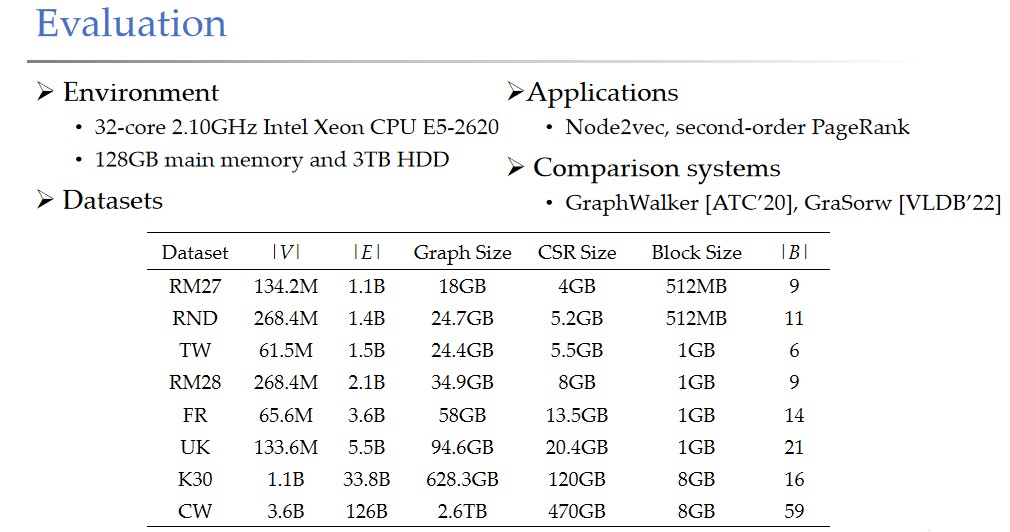 Evaluation
➢ Environment
• 32-core 2.10GHz Intel Xeon CPU E5-2620
• 128GB main memory and 3TB HDD
➢ Datasets
➢ Applications
• Node2vec, second-order PageRank
➢ Comparison systems
• GraphWalker [ATC’20], GraSorw [VLDB’22]
Dataset |V| |E| Graph Size CSR Size Block Size |B|
RM27 134.2M 1.1B 18GB 4GB 512MB 9
RND 268.4M 1.4B 24.7GB 5.2GB 512MB 11
TW 61.5M 1.5B 24.4GB 5.5GB 1GB 6
RM28 268.4M 2.1B 34.9GB 8GB 1GB 9
FR 65.6M 3.6B 58GB 13.5GB 1GB 14
UK 133.6M 5.5B 94.6GB 20.4GB 1GB 21
K30 1.1B 33.8B 628.3GB 120GB 8GB 16
CW 3.6B 126B 2.6TB 470GB 8GB 59